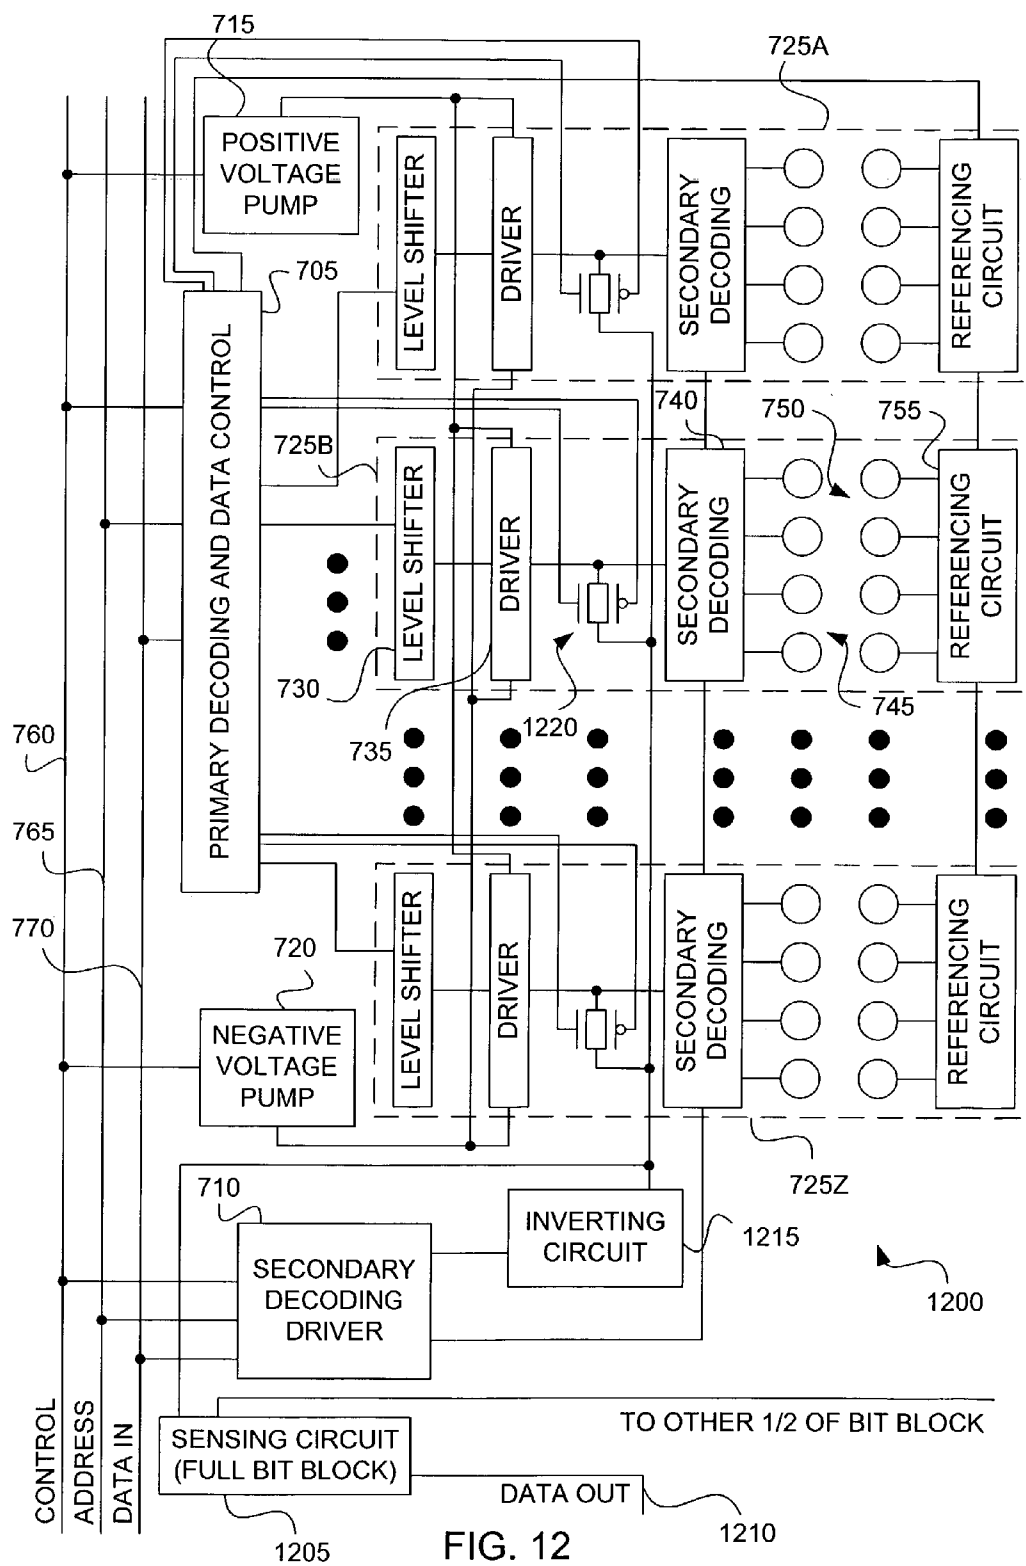 715
725A
POSITIVE
VOLTAGE
PUMP
LEVEL SHIFTER
DRIVER
SECONDARY
DECODING
REFERENCING
CIRCUIT
705
PRIMARY DECODING AND DATA CONTROL
740
750
755
725B
LEVEL SHIFTER
DRIVER
SECONDARY
DECODING
REFERENCING
CIRCUIT
730
735
1220
745
760
765
770
720
NEGATIVE
VOLTAGE
PUMP
LEVEL SHIFTER
DRIVER
SECONDARY
DECODING
REFERENCING
CIRCUIT
725Z
710
INVERTING
CIRCUIT
1215
SECONDARY
DECODING
DRIVER
1200
CONTROL
ADDRESS
DATA IN
TO OTHER 1/2 OF BIT BLOCK
SENSING CIRCUIT
(FULL BIT BLOCK)
DATA OUT
1210
1205
FIG. 12